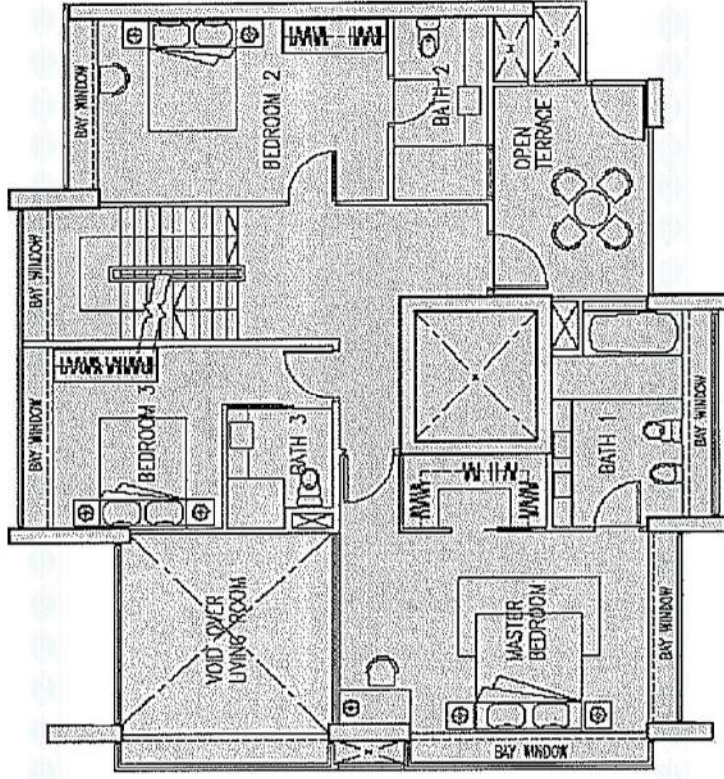 BAY WINDOW
BEDROOM 2
BATH 2
OPEN
TERRACE
BAY WINDOW
BAY WINDOW
BEDROOM 3
BATH 3
BATH 1
BAY WINDOW
VOID OVER
LIVING ROOM
MASTER
BEDROOM
BAY WINDOW
BAY WINDOW